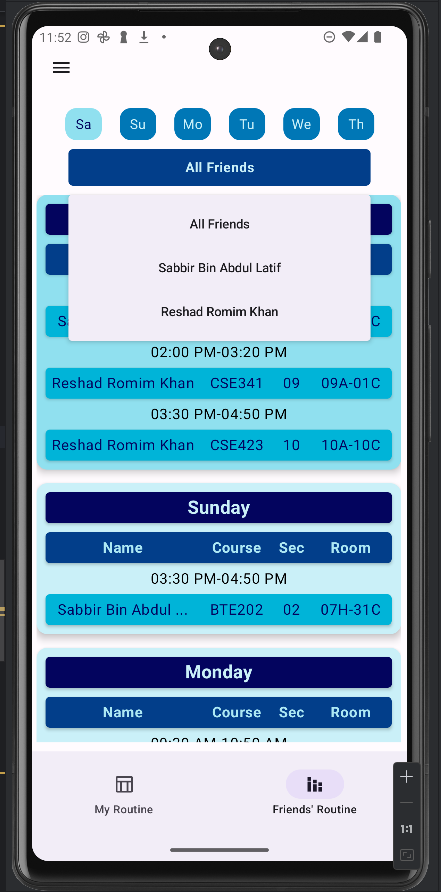 11:52
Sa Su Mo Tu We Th
All Friends
All Friends
Sabbir Bin Abdul Latif
Reshad Romim Khan
02:00 PM-03:20 PM
Reshad Romim Khan CSE341 09 09A-01C
03:30 PM-04:50 PM
Reshad Romim Khan CSE423 10 10A-10C
Sunday
Name Course Sec Room
03:30 PM-04:50 PM
Sabbir Bin Abdul ... BTE202 02 07H-31C
Monday
Name Course Sec Room
My Routine Friends' Routine
1:1